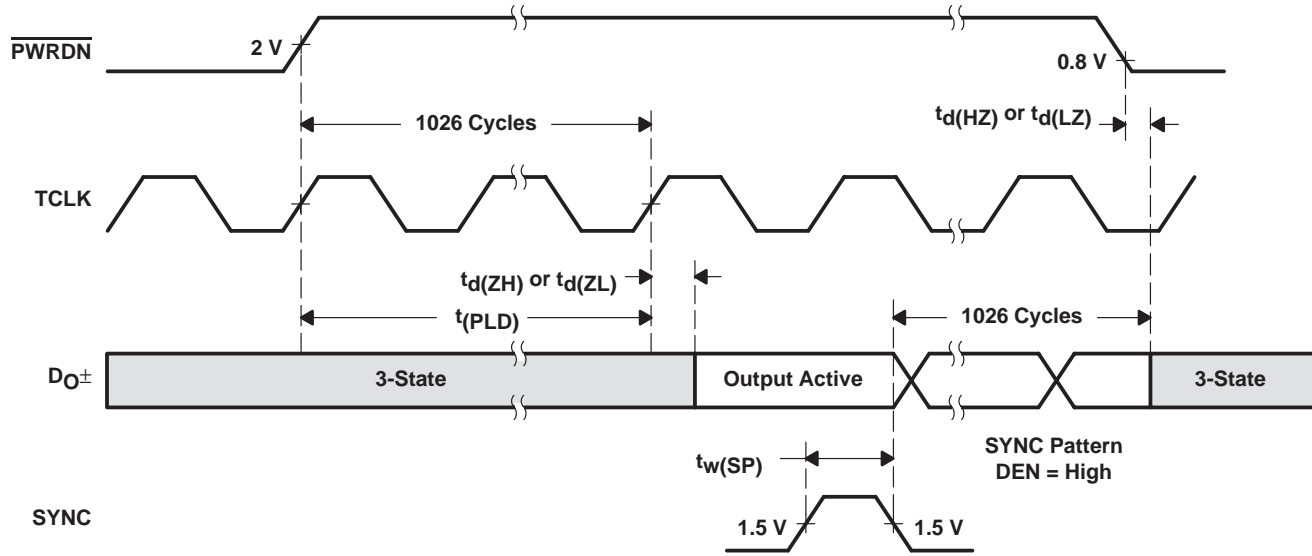 PWRDN
2 V
0.8 V
1026 Cycles
td(HZ) or td(LZ)
TCLK
td(ZH) or td(ZL)
t(PLD)
1026 Cycles
DO±
3-State
Output Active
3-State
tw(SP)
SYNC Pattern
DEN = High
SYNC
1.5 V
1.5 V